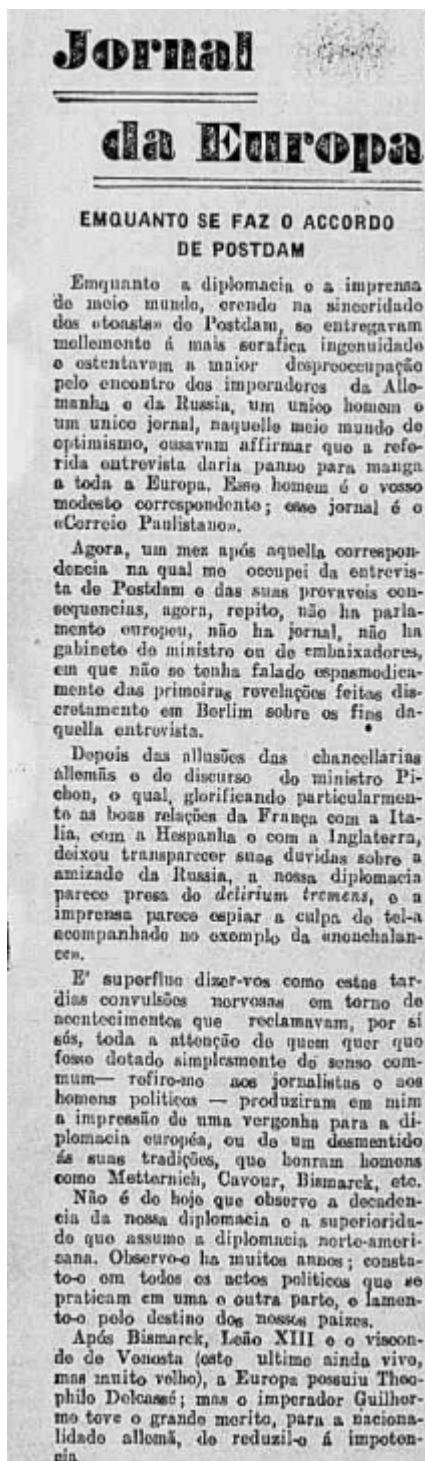 Jornal
da Europa
EMQUANTO SE FAZ O ACCORDO
DE POSTDAM
Emquanto a diplomacia e a imprensa
de meio mundo, crendo na sinceridade
dos «toasts» de Postdam, se entregavam
mollemente á mais serafica ingenuidade
e ostentavam a maior despreoccupação
pelo encontro dos imperadores da Alle-
manha e da Russia, um unico homem e
um unico jornal, naquelle meio mundo de
optimismo, ousavam affirmar que a refe-
rida entrevista daria panno para manga
a toda a Europa. Esse homem é o vosso
modesto correspondente; esse jornal é o
«Correio Paulistano».
Agora, um mez após aquella correspon-
dencia na qual me occupei da entrevis-
ta de Postdam e das suas provaveis con-
sequencias, agora, repito, não ha parla-
mento europeu, não ha jornal, não ha
gabinete de ministro ou de embaixadores,
em que não se tenha falado espasmodica-
mente das primeiras revelações feitas dis-
cretamente em Berlim sobre os fins da-
quella entrevista.
Depois das allusões das chancellarias
allemãs e do discurso do ministro Pi-
chon, o qual, glorificando particularmen-
te as boas relações da França com a Ita-
lia, com a Hespanha e com a Inglaterra,
deixou transparecer suas duvidas sobre a
amizade da Russia, a nossa diplomacia
parece presa do delirium tremens, e a
imprensa parece espiar a culpa de tel-a
acompanhado no exemplo da «nonchalan-
ce».
E' superfluo dizer-vos como estas tar-
dias convulsões nervosas em torno de
acontecimentos que reclamavam, por si
sós, toda a attenção de quem quer que
fosse dotado simplesmente de senso com-
mum— refiro-me aos jornalistas e aos
homens politicos — produziram em mim
a impressão de uma vergonha para a di-
plomacia européa, ou de um desmentido
ás suas tradições, que honram homens
como Metternich, Cavour, Bismarck, etc.
Não é de hoje que observo a decaden-
cia da nossa diplomacia e a superiorida-
de que assume a diplomacia norte-ameri-
cana. Observo-o ha muitos annos; consta-
to-o em todos os actos politicos que se
praticam em uma e outra parte, e lamen-
to-o pelo destino dos nossos paizes.
Após Bismarck, Leão XIII e o viscon-
de de Venosta (este ultimo ainda vivo,
mas muito velho), a Europa possuiu Theo-
philo Delcassé; mas o imperador Guilher-
me teve o grande merito, para a naciona-
lidade allemã, de reduzil-o á impoten-
cia